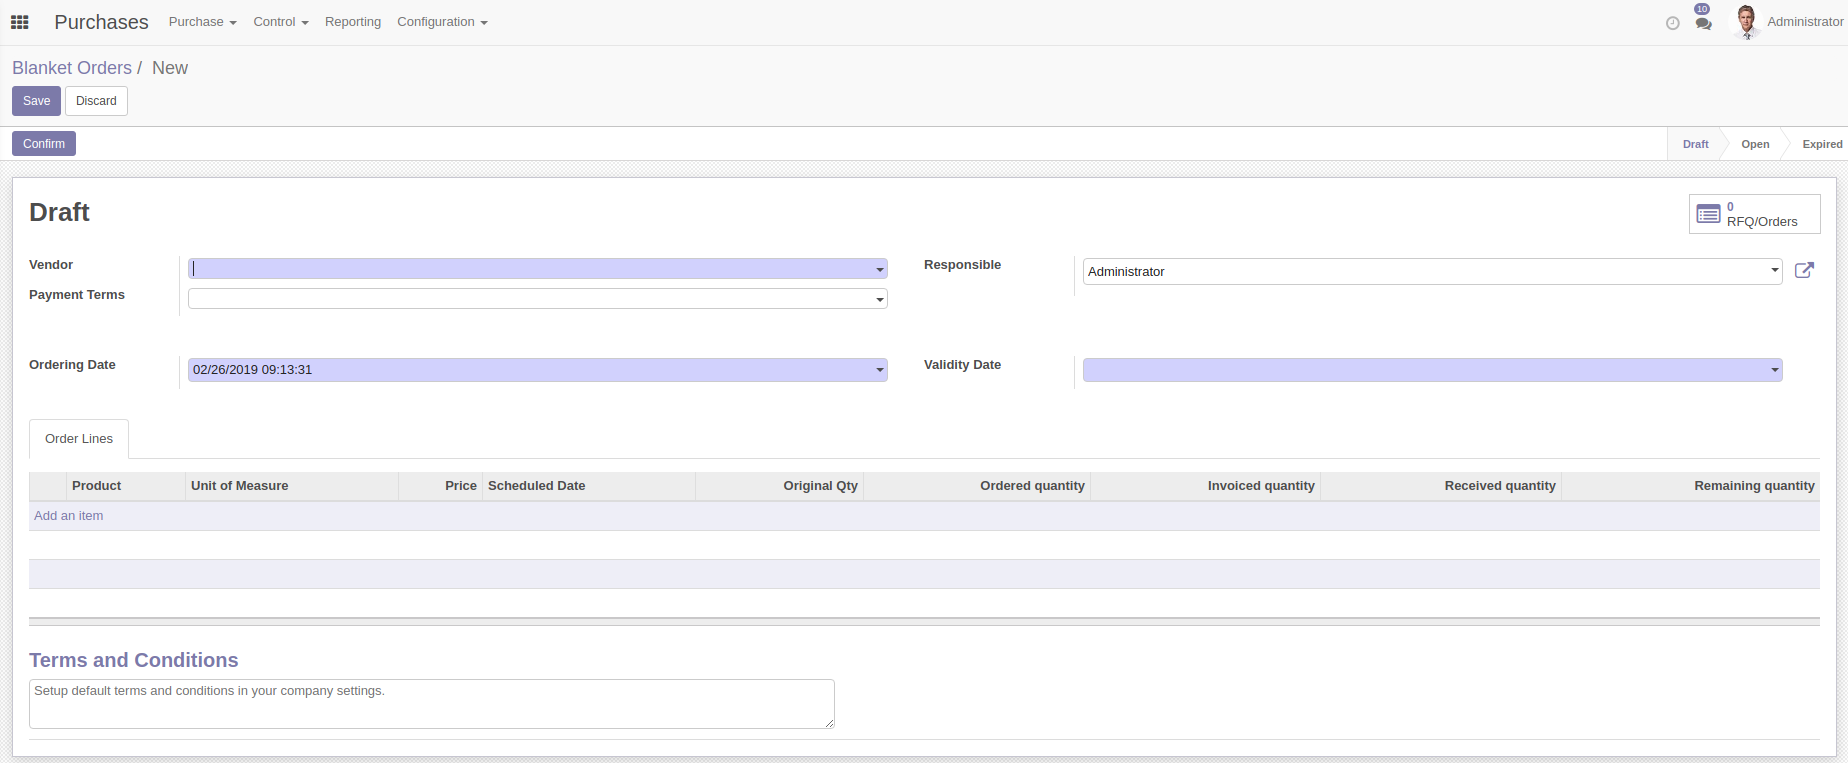 Purchases Purchase Control Reporting Configuration 10 Administrator
Blanket Orders / New
Save Discard
Confirm Draft Open Expired
Draft
0
RFQ/Orders
Vendor Responsible Administrator
Payment Terms
Ordering Date 02/26/2019 09:13:31 Validity Date
Order Lines
Product Unit of Measure Price Scheduled Date Original Qty Ordered quantity Invoiced quantity Received quantity Remaining quantity
Add an item
Terms and Conditions
Setup default terms and conditions in your company settings.